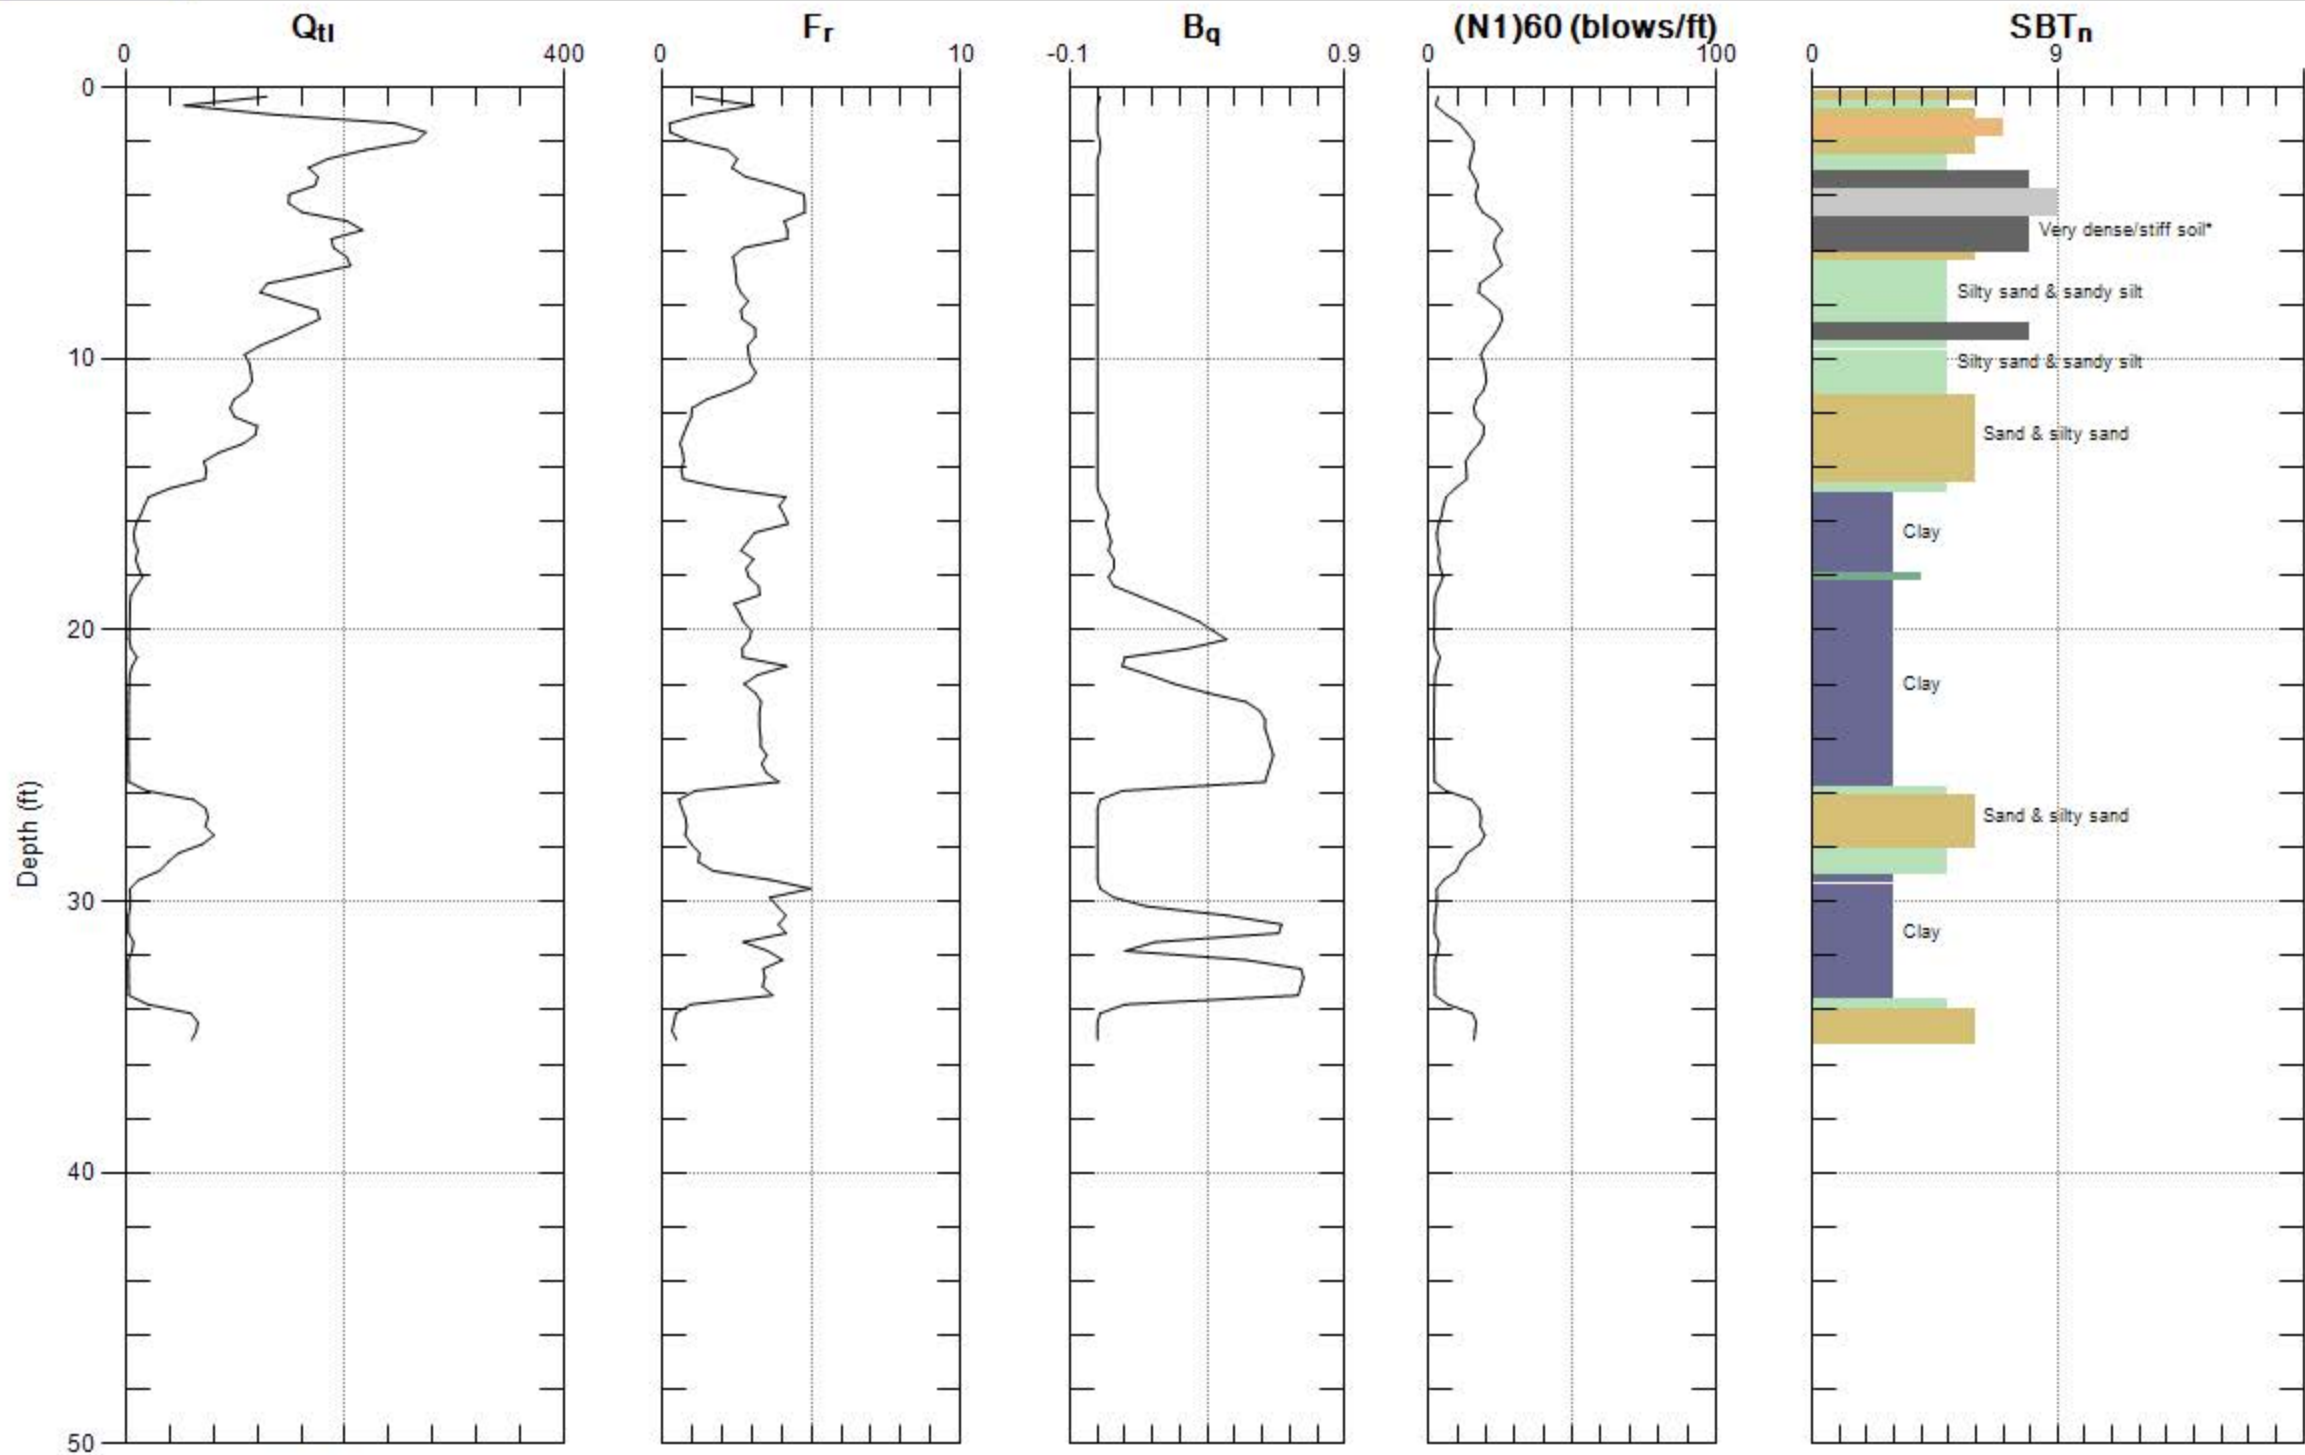 Qtl
Fr
Bq
(N1)60 (blows/ft)
SBTn
0 400
0 10
-0.1 0.9
0 100
0 9
0
Very dense/stiff soil*
Silty sand & sandy silt
10
Silty sand & sandy silt
Sand & silty sand
Clay
20
Clay
Sand & silty sand
Depth (ft)
30
Clay
40
50